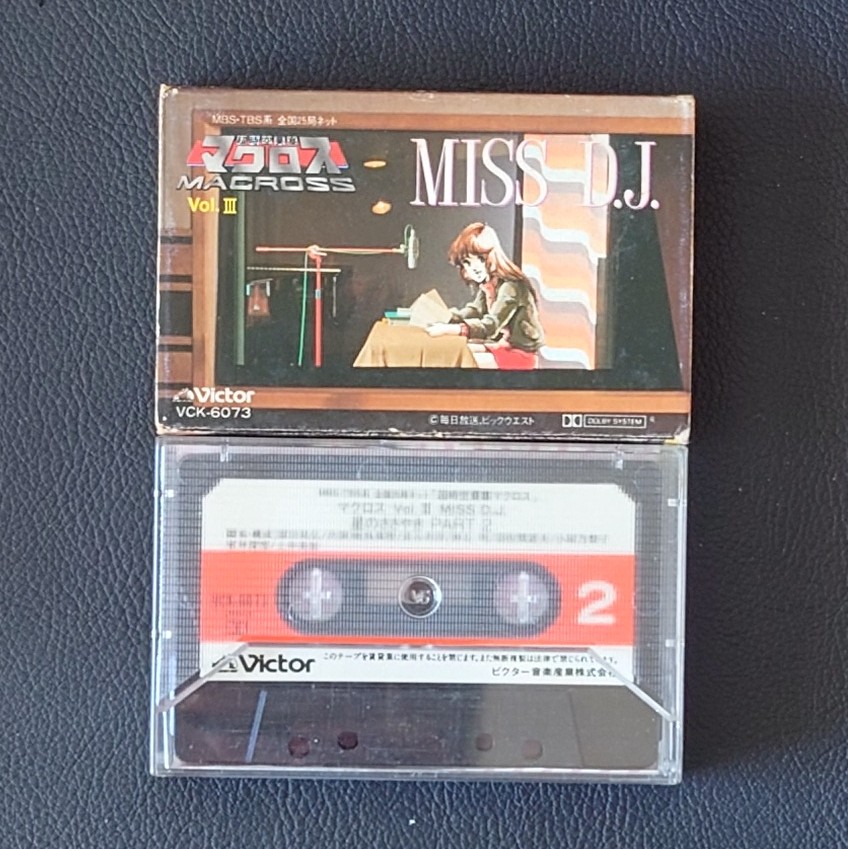 MBS・TBS系 全国25局ネット
マクロス
MACROSS
Vol. Ⅲ
MISS D.J.
Victor
VCK-6073
©毎日放送、ビックウエスト
DOLBY SYSTEM
マクロス Vol. Ⅲ MISS D.J.
星のささやき PART 2
2
Victor
このテープを賃貸業に使用することを禁じます。また無断複製は法律で禁じられています。
ビクター音楽産業株式会社